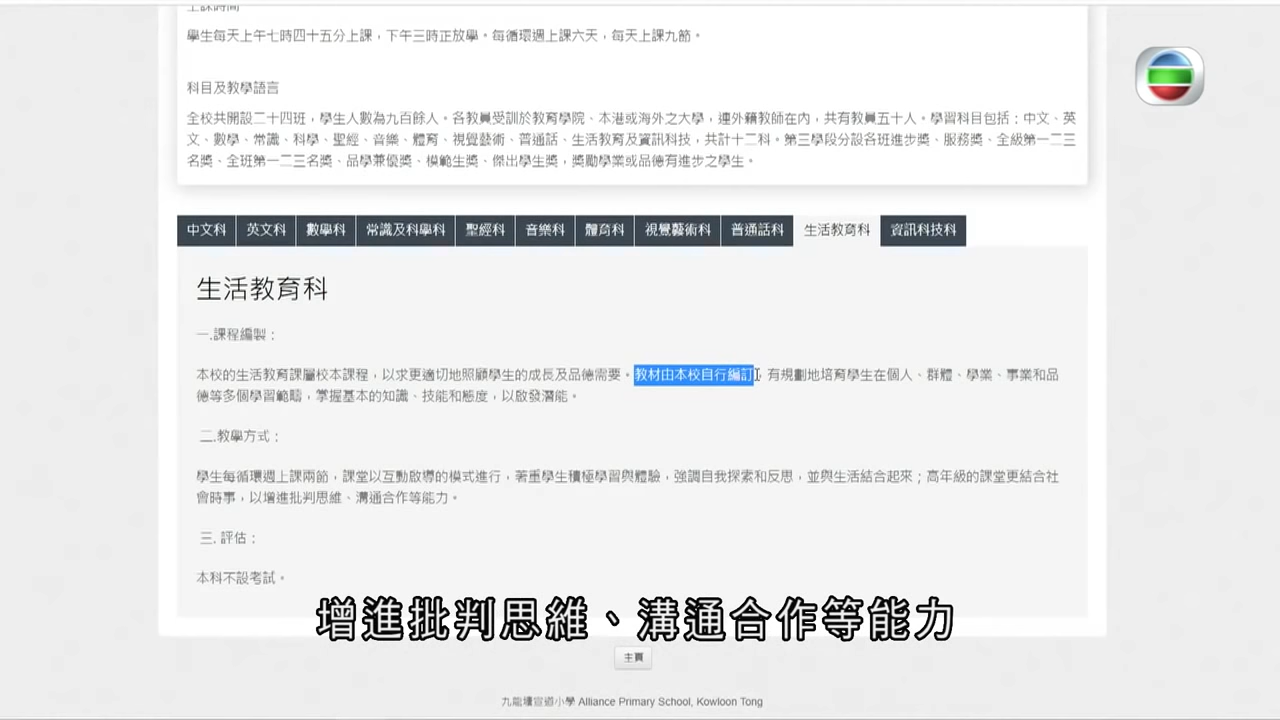 上課時間
學生每天上午七時四十五分上課，下午三時正放學。每循環週上課六天，每天上課九節。
科目及教學語言
全校共開設二十四班，學生人數為九百餘人。各教員受訓於教育學院、本港或海外之大學，連外籍教師在內，共有教員五十人。學習科目包括：中文、英
文、數學、常識、科學、聖經、音樂、體育、視覺藝術、普通話、生活教育及資訊科技，共計十二科。第三學段分設各班進步獎、服務獎、全級第一二三
名獎、全班第一二三名獎、品學兼優獎、模範生獎、傑出學生獎，獎勵學業或品德有進步之學生。
中文科 英文科 數學科 常識及科學科 聖經科 音樂科 體育科 視覺藝術科 普通話科 生活教育科 資訊科技科
生活教育科
一.課程編製：
本校的生活教育課屬校本課程，以求更適切地照顧學生的成長及品德需要。教材由本校自行編訂，有規劃地培育學生在個人、群體、學業、事業和品
德等多個學習範疇，掌握基本的知識、技能和態度，以啟發潛能。
二.教學方式：
學生每循環週上課兩節，課堂以互動啟導的模式進行，著重學生積極學習與體驗，強調自我探索和反思，並與生活結合起來；高年級的課堂更結合社
會時事，以增進批判思維、溝通合作等能力。
三. 評估：
本科不設考試。
增進批判思維、溝通合作等能力
主頁
九龍塘宣道小學 Alliance Primary School, Kowloon Tong